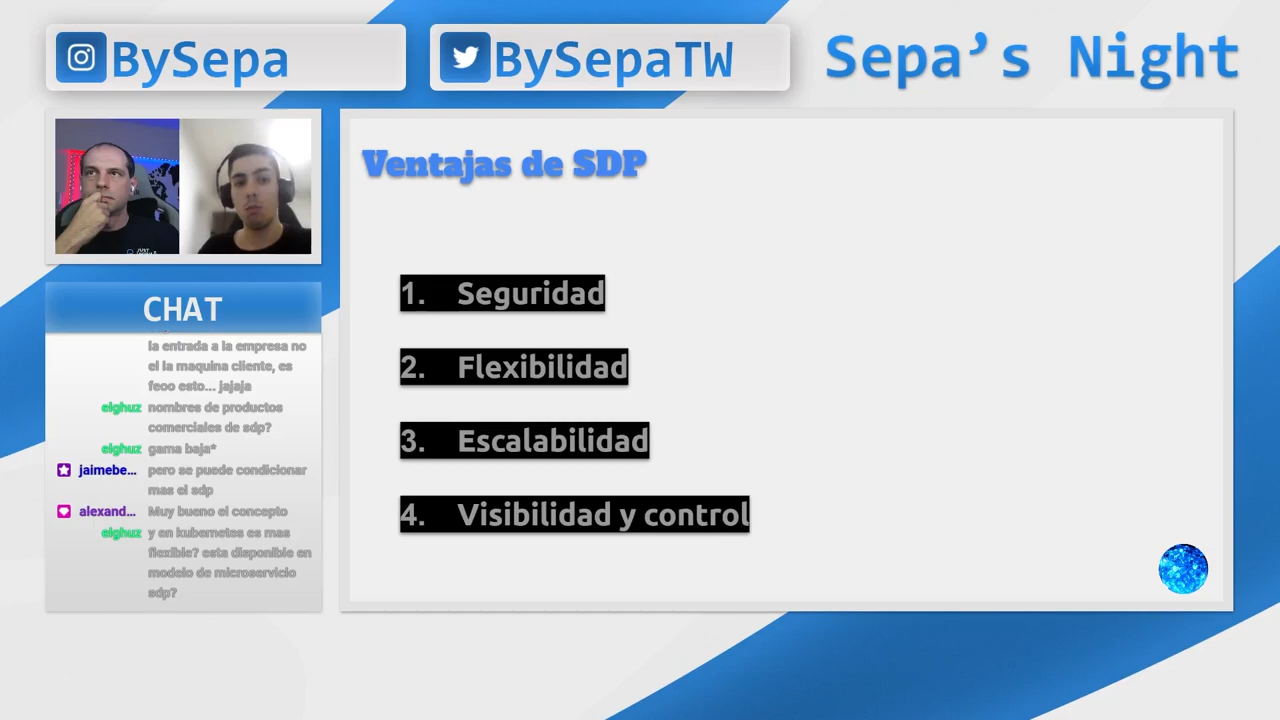 BySepa
BySepaTW
Sepa’s Night
Ventajas de SDP
1. Seguridad
2. Flexibilidad
3. Escalabilidad
4. Visibilidad y control
CHAT
la entrada a la empresa no
el la maquina cliente, es
feoo esto... jajaja
elghuz nombres de productos
comerciales de sdp?
elghuz gama baja*
jaimebe... pero se puede condicionar
mas el sdp
alexand... Muy bueno el concepto
elghuz y en kubernetes es mas
flexible? esta disponible en
modelo de microservicio
sdp?